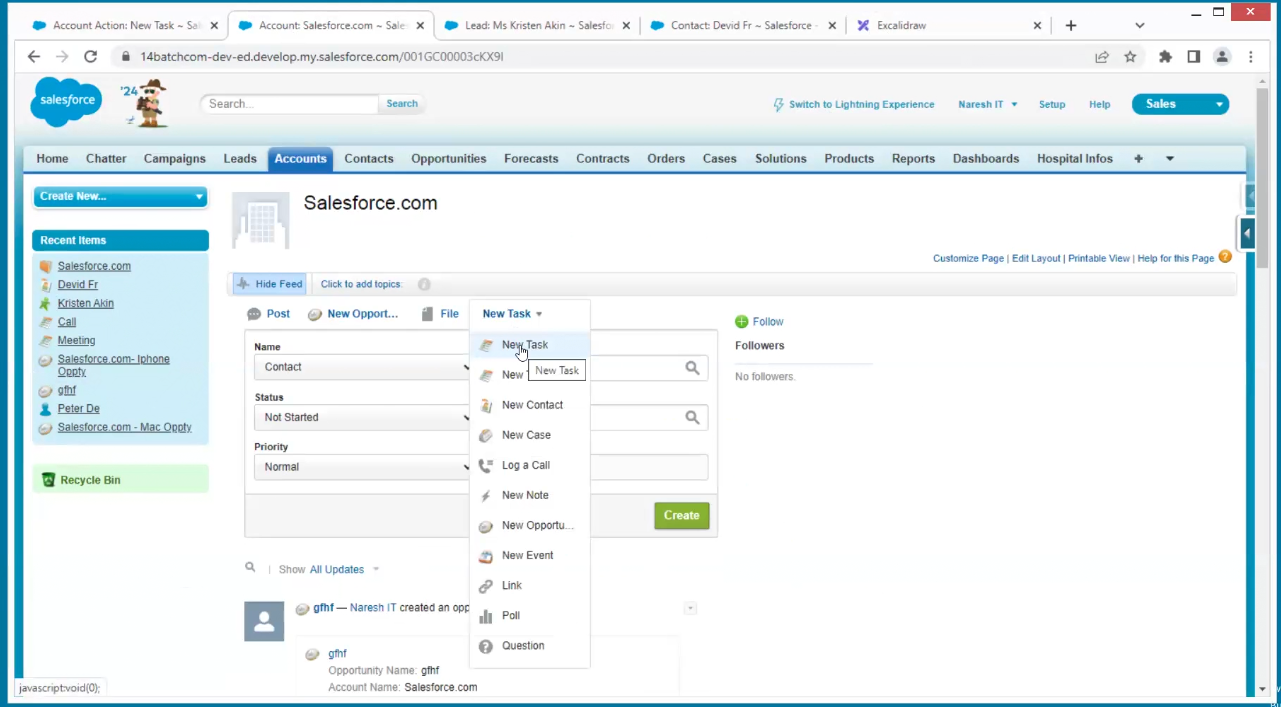 Account Action: New Task ~ Sal
Account: Salesforce.com ~ Sale
Lead: Ms Kristen Akin ~ Salesfor
Contact: Devid Fr ~ Salesforce -
Excalidraw
14batchcom-dev-ed.develop.my.salesforce.com/001GC00003cKX9l
salesforce
'24
Search...
Search
Switch to Lightning Experience
Naresh IT
Setup
Help
Sales
Home
Chatter
Campaigns
Leads
Accounts
Contacts
Opportunities
Forecasts
Contracts
Orders
Cases
Solutions
Products
Reports
Dashboards
Hospital Infos
+
Create New...
Recent Items
Salesforce.com
Devid Fr
Kristen Akin
Call
Meeting
Salesforce.com- Iphone
Oppty
gfhf
Peter De
Salesforce.com - Mac Oppty
Recycle Bin
Salesforce.com
Customize Page | Edit Layout | Printable View | Help for this Page
Hide Feed
Click to add topics:
Post
New Opport...
File
New Task
Name
Contact
Status
Not Started
Priority
Normal
Create
New Task
New Task
New
New Contact
New Case
Log a Call
New Note
New Opportu...
New Event
Link
Poll
Question
Follow
Followers
No followers.
Show All Updates
gfhf — Naresh IT created an opp
gfhf
Opportunity Name: gfhf
Account Name: Salesforce.com
javascript:void(0);